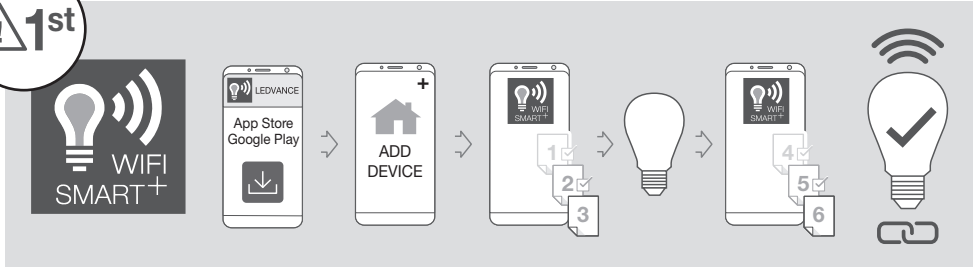 1st
WIFI
SMART+
LEDVANCE
App Store
Google Play
+
ADD
DEVICE
WIFI
SMART+
1
2
3
WIFI
SMART+
4
5
6